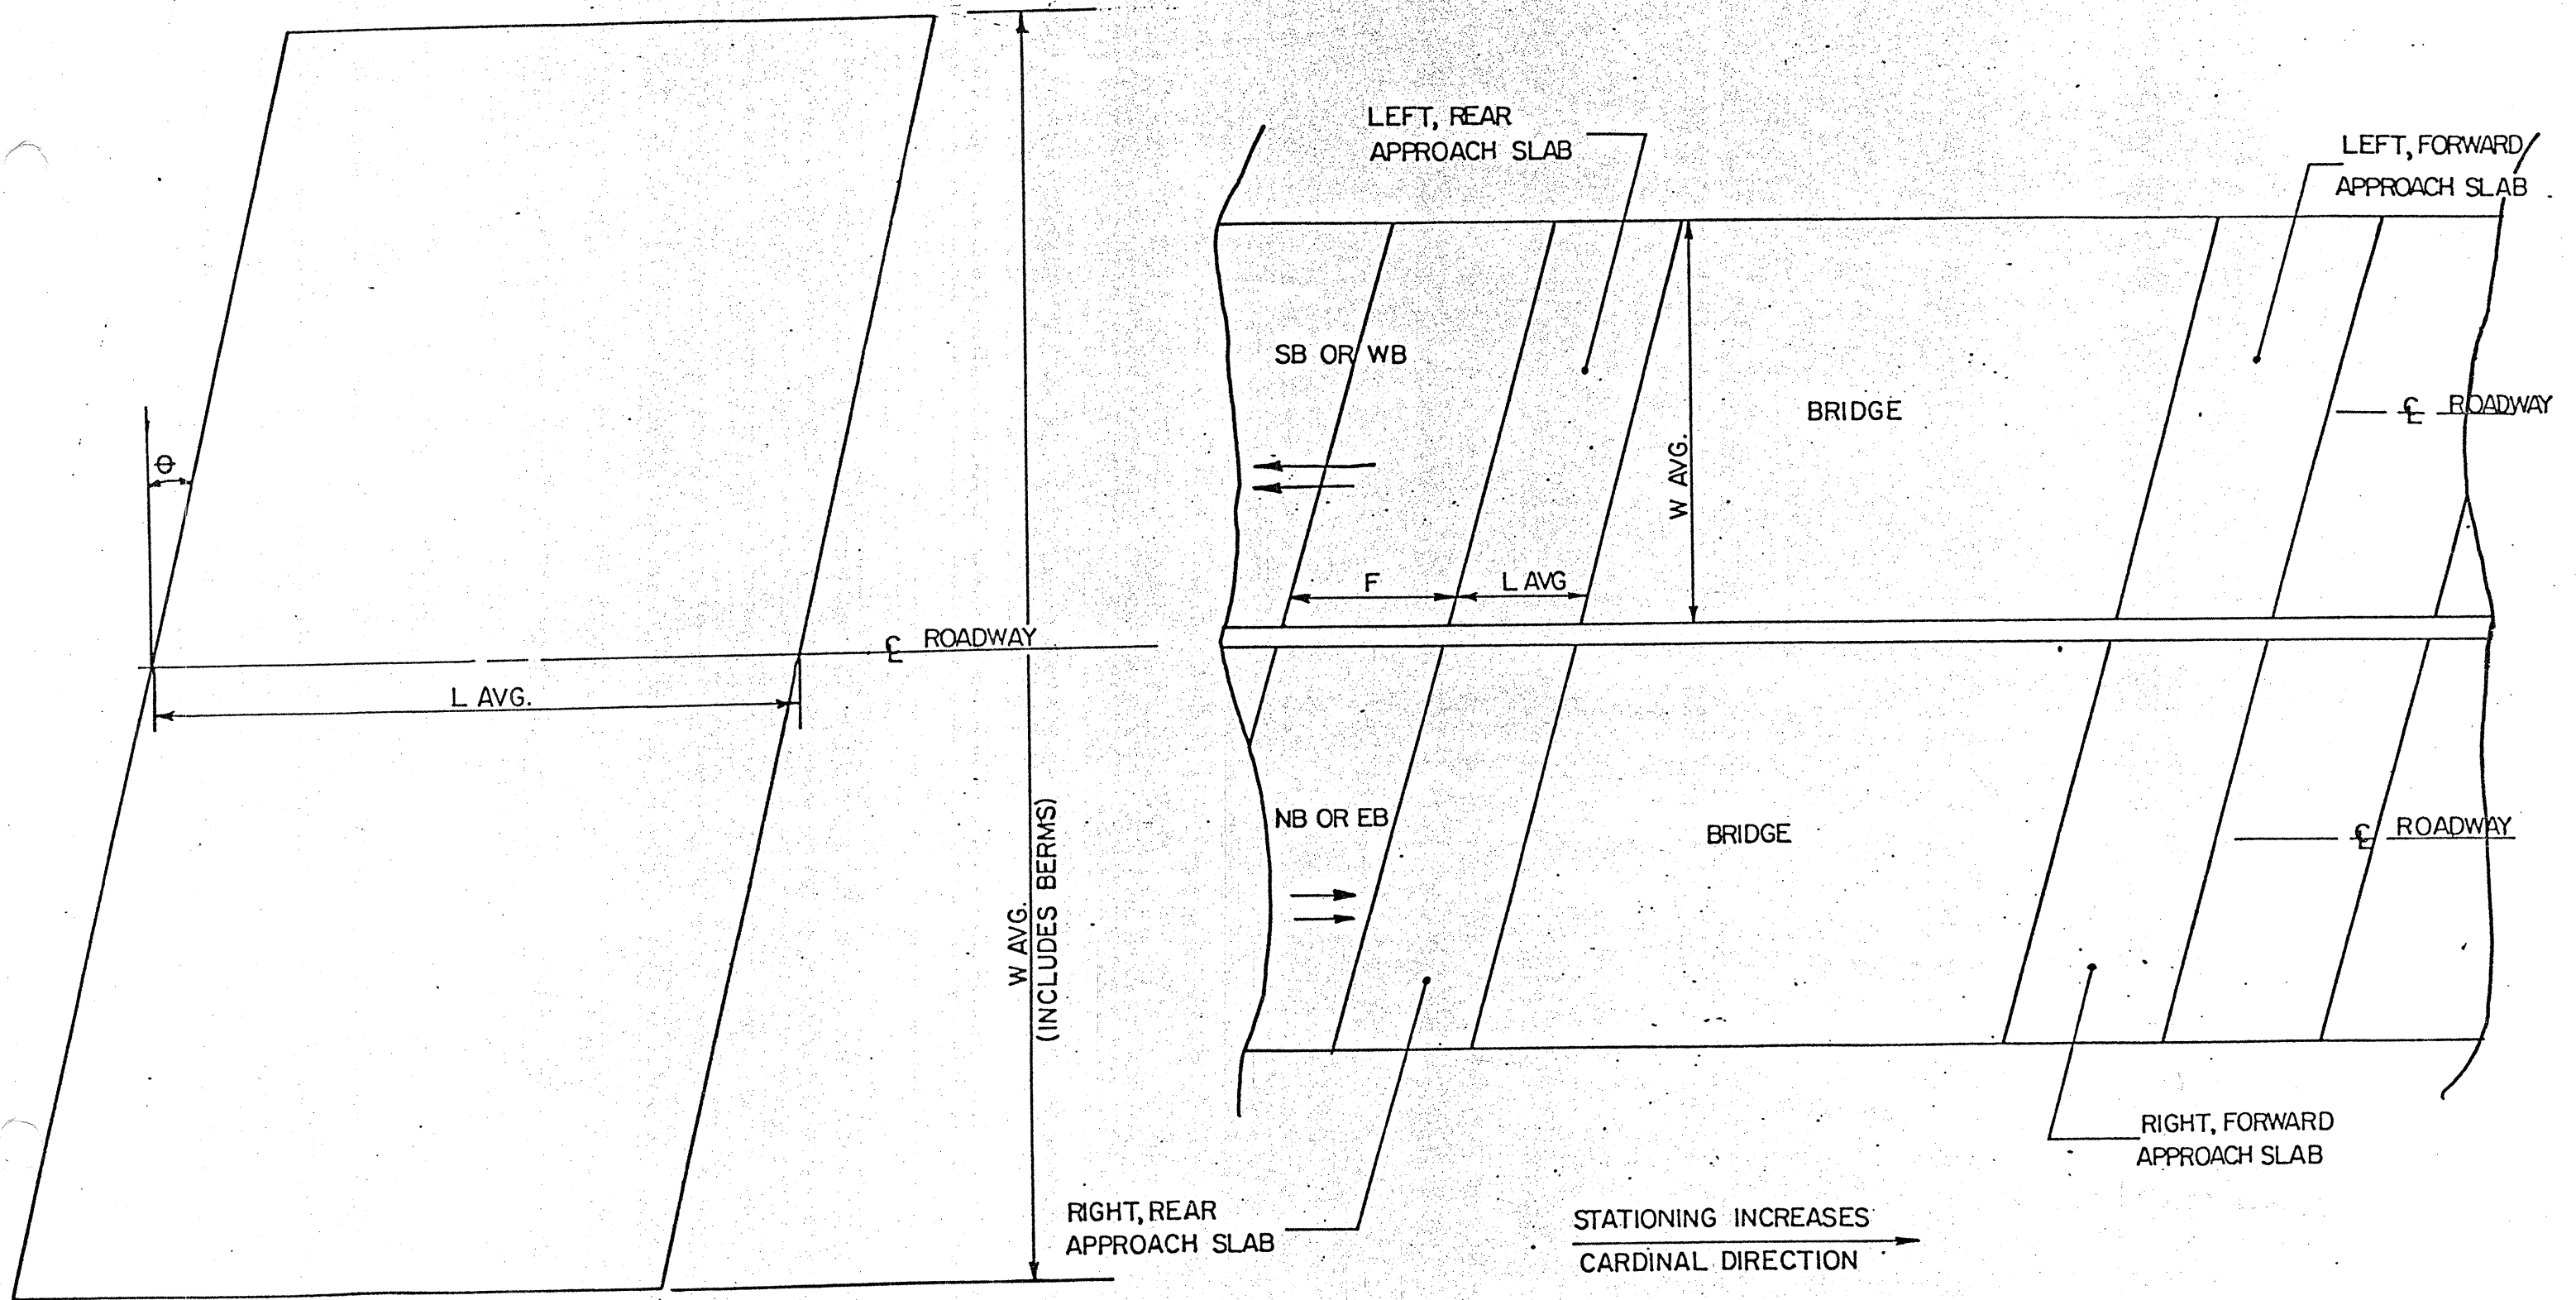 LEFT, REAR
APPROACH SLAB
LEFT, FORWARD
APPROACH SLAB
SB OR WB
BRIDGE
℄ ROADWAY
W AVG.
θ
F
L AVG
℄ ROADWAY
L AVG.
W AVG.
(INCLUDES BERMS)
NB OR EB
BRIDGE
℄ ROADWAY
RIGHT, FORWARD
APPROACH SLAB
RIGHT, REAR
APPROACH SLAB
STATIONING INCREASES
CARDINAL DIRECTION